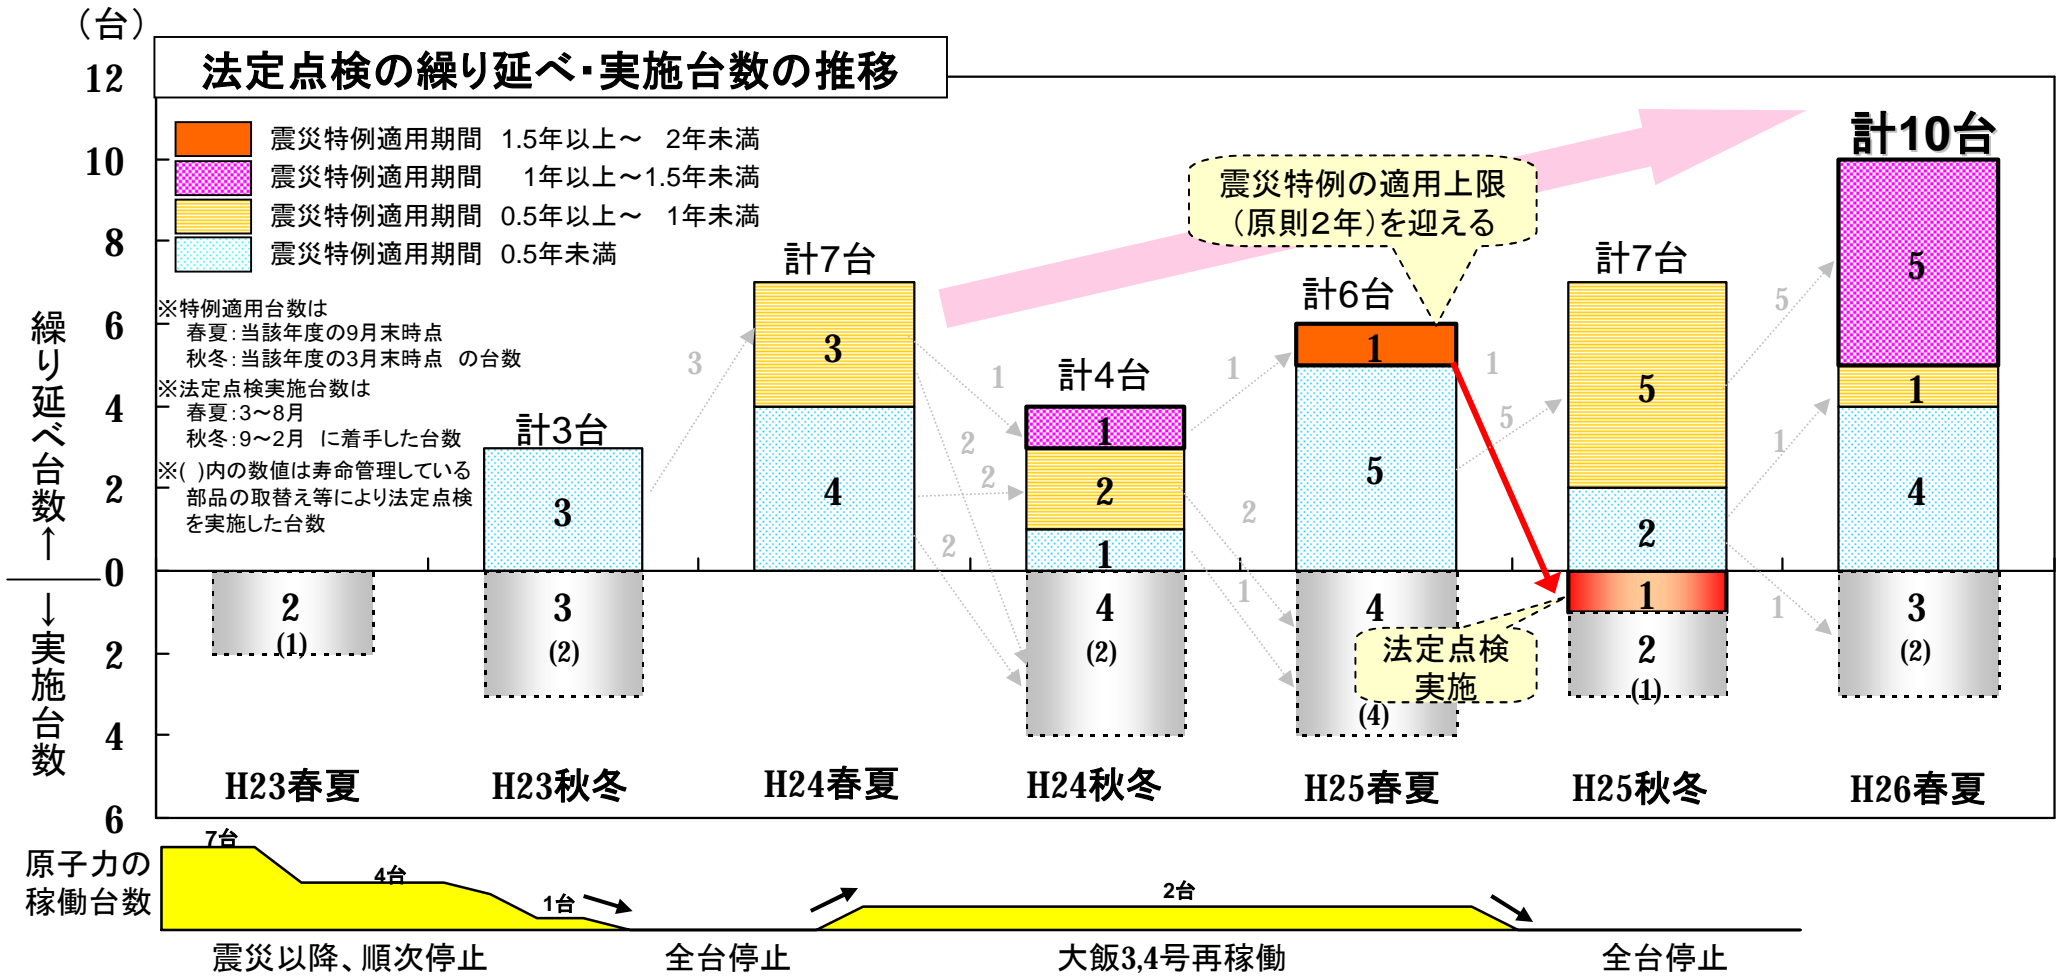 (台)
法定点検の繰り延べ・実施台数の推移
12
10
8
6
4
2
0
2
4
6
繰り延べ台数↑
↓実施台数
震災特例適用期間 1.5年以上～ 2年未満
震災特例適用期間 1年以上～1.5年未満
震災特例適用期間 0.5年以上～ 1年未満
震災特例適用期間 0.5年未満
※特例適用台数は
春夏：当該年度の9月末時点
秋冬：当該年度の3月末時点 の台数
※法定点検実施台数は
春夏：3～8月
秋冬：9～2月 に着手した台数
※( )内の数値は寿命管理している
部品の取替え等により法定点検
を実施した台数
2
(1)
計3台
3
3
(2)
3
計7台
3
4
1
2
2
2
計4台
1
2
1
4
(2)
1
2
1
震災特例の適用上限
（原則２年）を迎える
計6台
1
5
4
(4)
1
5
法定点検
実施
計7台
5
2
1
2
(1)
5
1
1
計10台
5
1
4
3
(2)
H23春夏
H23秋冬
H24春夏
H24秋冬
H25春夏
H25秋冬
H26春夏
原子力の
稼働台数
7台
4台
1台
2台
震災以降、順次停止
全台停止
大飯3,4号再稼働
全台停止